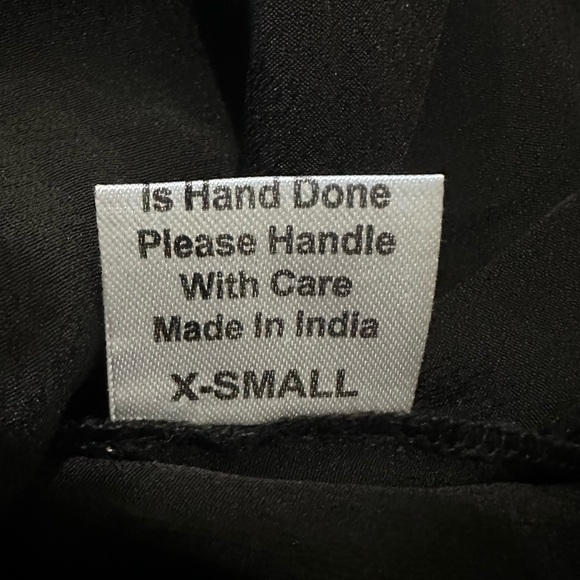 Is Hand Done
Please Handle
With Care
Made In India
X-SMALL